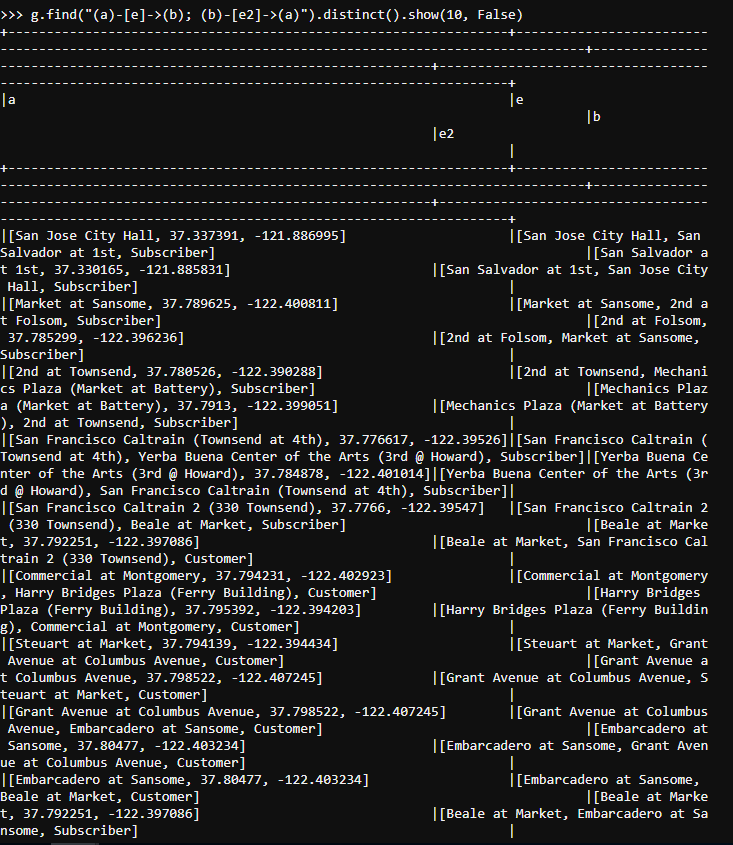 >>> g.find("(a)-[e]->(b); (b)-[e2]->(a)").distinct().show(10, False)
+-------------------------------------------------------------------+--------------------------
------------------------------------------------------------------------------+---------------
----------------------------------------------------------+------------------------------------
--------------------------------------------------------------------+
|a |e
|b
|e2
|
+-------------------------------------------------------------------+--------------------------
------------------------------------------------------------------------------+---------------
----------------------------------------------------------+------------------------------------
--------------------------------------------------------------------+
|[San Jose City Hall, 37.337391, -121.886995] |[San Jose City Hall, San
Salvador at 1st, Subscriber] |[San Salvador a
t 1st, 37.330165, -121.885831] |[San Salvador at 1st, San Jose City
Hall, Subscriber] |
|[Market at Sansome, 37.789625, -122.400811] |[Market at Sansome, 2nd a
t Folsom, Subscriber] |[2nd at Folsom,
37.785299, -122.396236] |[2nd at Folsom, Market at Sansome,
Subscriber] |
|[2nd at Townsend, 37.780526, -122.390288] |[2nd at Townsend, Mechani
cs Plaza (Market at Battery), Subscriber] |[Mechanics Plaz
a (Market at Battery), 37.7913, -122.399051] |[Mechanics Plaza (Market at Battery
), 2nd at Townsend, Subscriber] |
|[San Francisco Caltrain (Townsend at 4th), 37.776617, -122.39526]|[San Francisco Caltrain (
Townsend at 4th), Yerba Buena Center of the Arts (3rd @ Howard), Subscriber]|[Yerba Buena Ce
nter of the Arts (3rd @ Howard), 37.784878, -122.401014]|[Yerba Buena Center of the Arts (3r
d @ Howard), San Francisco Caltrain (Townsend at 4th), Subscriber]|
|[San Francisco Caltrain 2 (330 Townsend), 37.7766, -122.39547] |[San Francisco Caltrain 2
(330 Townsend), Beale at Market, Subscriber] |[Beale at Marke
t, 37.792251, -122.397086] |[Beale at Market, San Francisco Cal
train 2 (330 Townsend), Customer] |
|[Commercial at Montgomery, 37.794231, -122.402923] |[Commercial at Montgomery
, Harry Bridges Plaza (Ferry Building), Customer] |[Harry Bridges
Plaza (Ferry Building), 37.795392, -122.394203] |[Harry Bridges Plaza (Ferry Buildin
g), Commercial at Montgomery, Customer] |
|[Steuart at Market, 37.794139, -122.394434] |[Steuart at Market, Grant
Avenue at Columbus Avenue, Customer] |[Grant Avenue a
t Columbus Avenue, 37.798522, -122.407245] |[Grant Avenue at Columbus Avenue, S
teuart at Market, Customer] |
|[Grant Avenue at Columbus Avenue, 37.798522, -122.407245] |[Grant Avenue at Columbus
Avenue, Embarcadero at Sansome, Customer] |[Embarcadero at
Sansome, 37.80477, -122.403234] |[Embarcadero at Sansome, Grant Aven
ue at Columbus Avenue, Customer] |
|[Embarcadero at Sansome, 37.80477, -122.403234] |[Embarcadero at Sansome,
Beale at Market, Customer] |[Beale at Marke
t, 37.792251, -122.397086] |[Beale at Market, Embarcadero at Sa
nsome, Subscriber] |